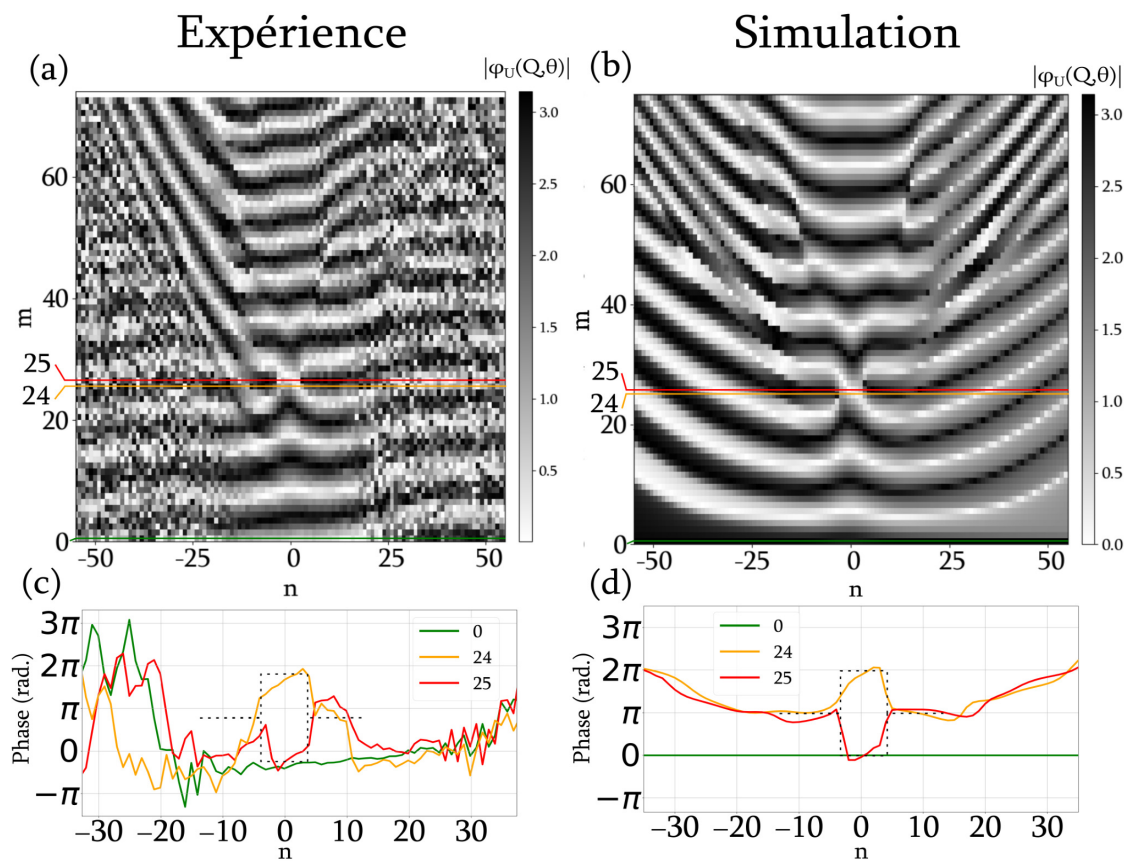 Expérience
Simulation
(a)
|φU(Q,θ)|
(b)
|φU(Q,θ)|
m
60
40
20
0
25
24
−50
−25
0
25
50
n
3.0
2.5
2.0
1.5
1.0
0.5
m
60
40
20
0
25
24
−50
−25
0
25
50
n
3.0
2.5
2.0
1.5
1.0
0.5
0.0
(c)
Phase (rad.)
3π
2π
π
0
−π
0
24
25
−30
−20
−10
0
10
20
30
n
(d)
Phase (rad.)
3π
2π
π
0
−π
0
24
25
−30
−20
−10
0
10
20
30
n